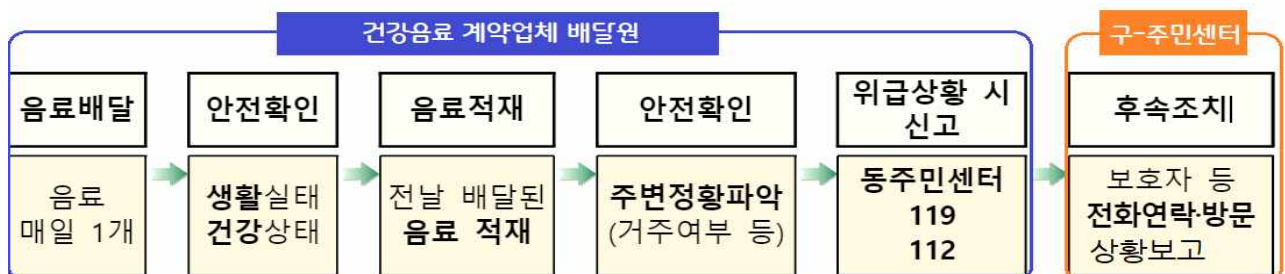 건강음료 계약업체 배달원
구-주민센터
음료배달
안전확인
음료적재
안전확인
위급상황 시
신고
후속조치
음료
매일 1개
생활실태
건강상태
전날 배달된
음료 적재
주변정황파악
(거주여부 등)
동주민센터
119
112
보호자 등
전화연락·방문
상황보고